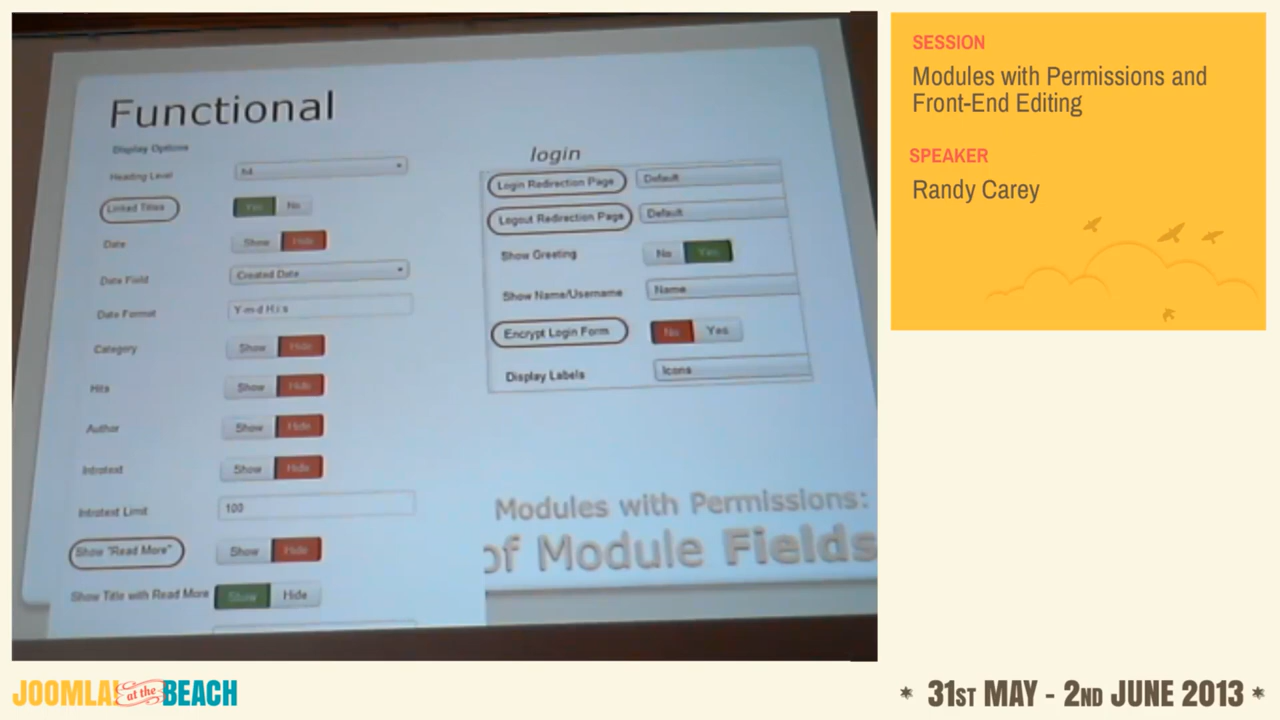 Functional
Display Options
Heading Level
h4
Linked Titles
Yes No
Date
Show Hide
Date Field
Created Date
Date Format
Y-m-d H:i:s
Category
Show Hide
Hits
Show Hide
Author
Show Hide
Introtext
Show Hide
Introtext Limit
100
Show "Read More"
Show Hide
Show Title with Read More
Show Hide
login
Login Redirection Page
Default
Logout Redirection Page
Default
Show Greeting
No Yes
Show Name/Username
Name
Encrypt Login Form
No Yes
Display Labels
Icons
Modules with Permissions:
of Module Fields
SESSION
Modules with Permissions and
Front-End Editing
SPEAKER
Randy Carey
JOOMLA! at the BEACH
* 31ST MAY - 2ND JUNE 2013 *